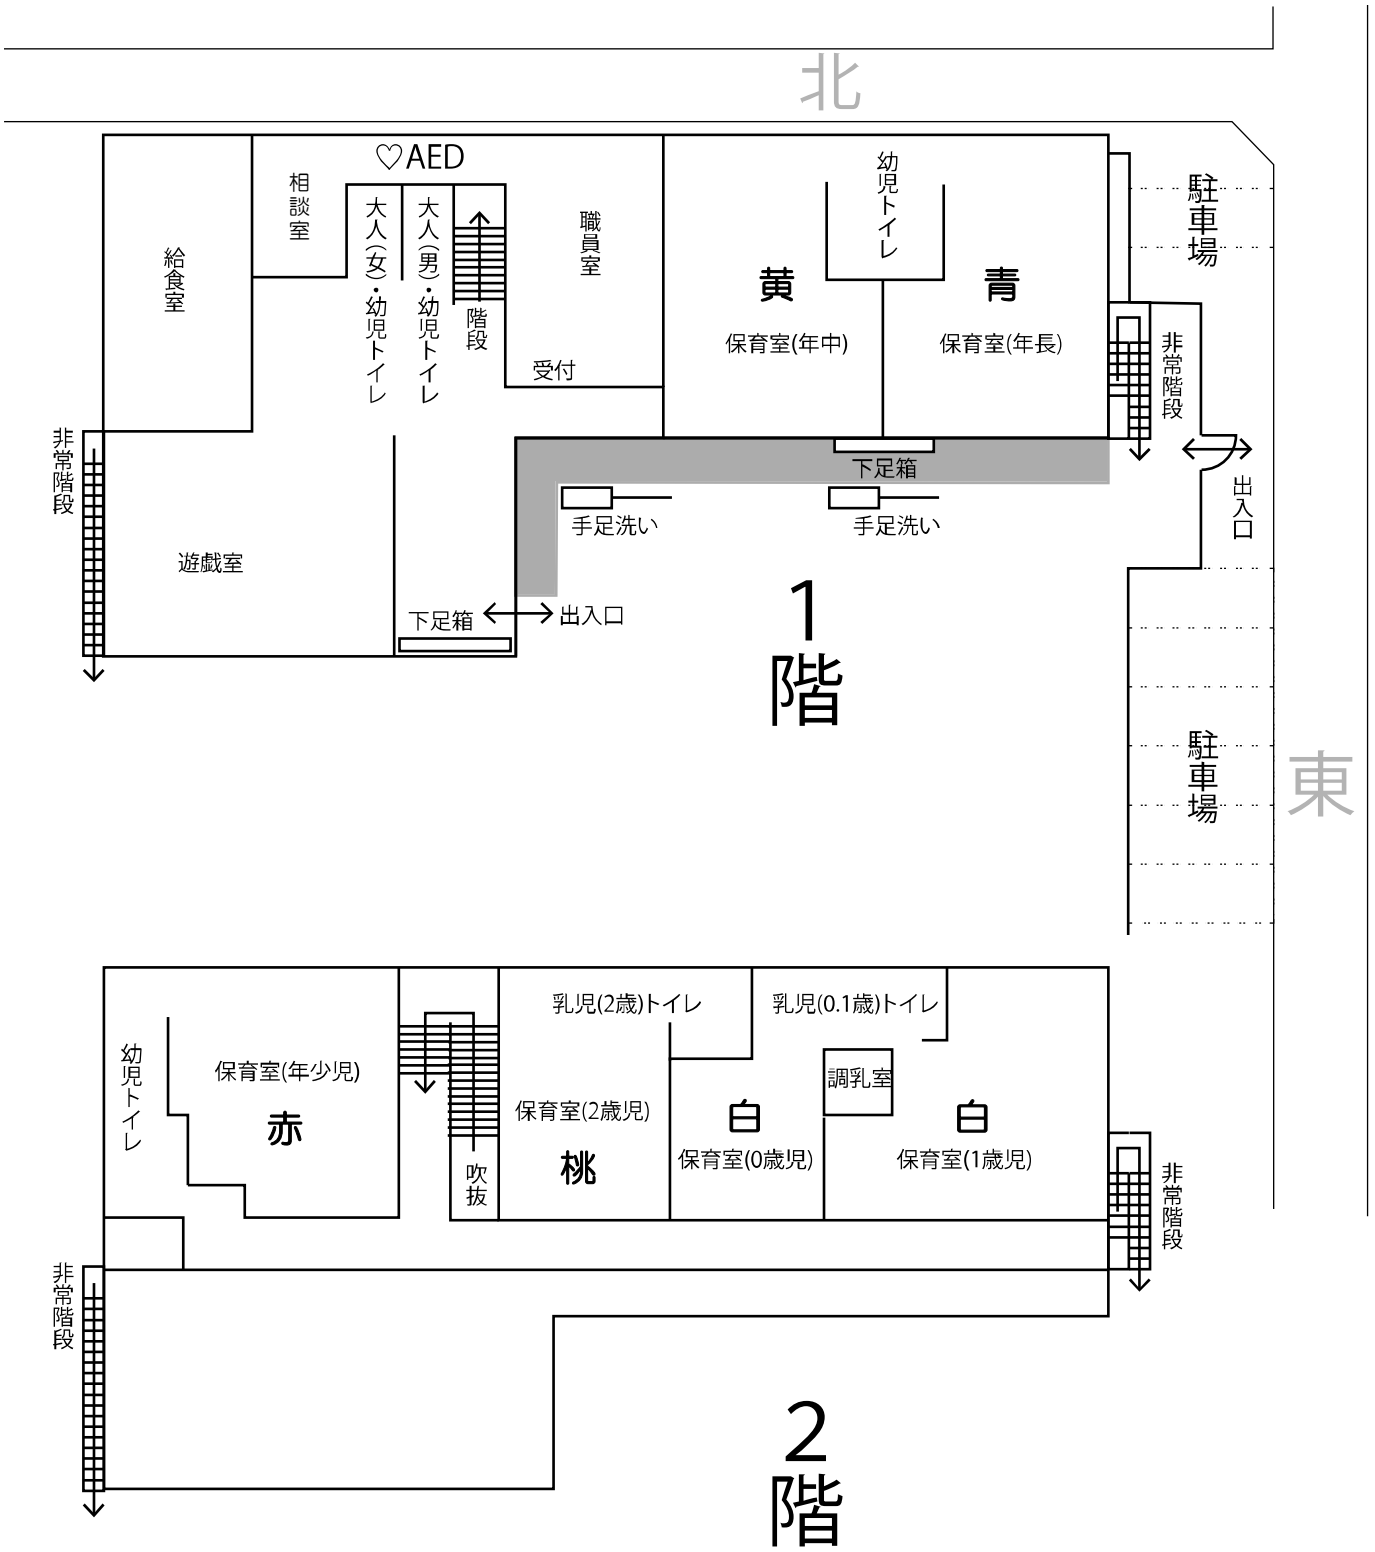 北
♡AED
相談室
給食室
大人(女)・幼児トイレ
大人(男)・幼児トイレ
階段
職員室
受付
幼児トイレ
黄
保育室(年中)
青
保育室(年長)
駐車場
非常階段
非常階段
下足箱
手足洗い
手足洗い
出入口
遊戯室
下足箱
出入口
1階
駐車場
東
幼児トイレ
保育室(年少児)
赤
吹抜
乳児(2歳)トイレ
保育室(2歳児)
桃
乳児(0.1歳)トイレ
調乳室
白
保育室(0歳児)
白
保育室(1歳児)
非常階段
非常階段
2階